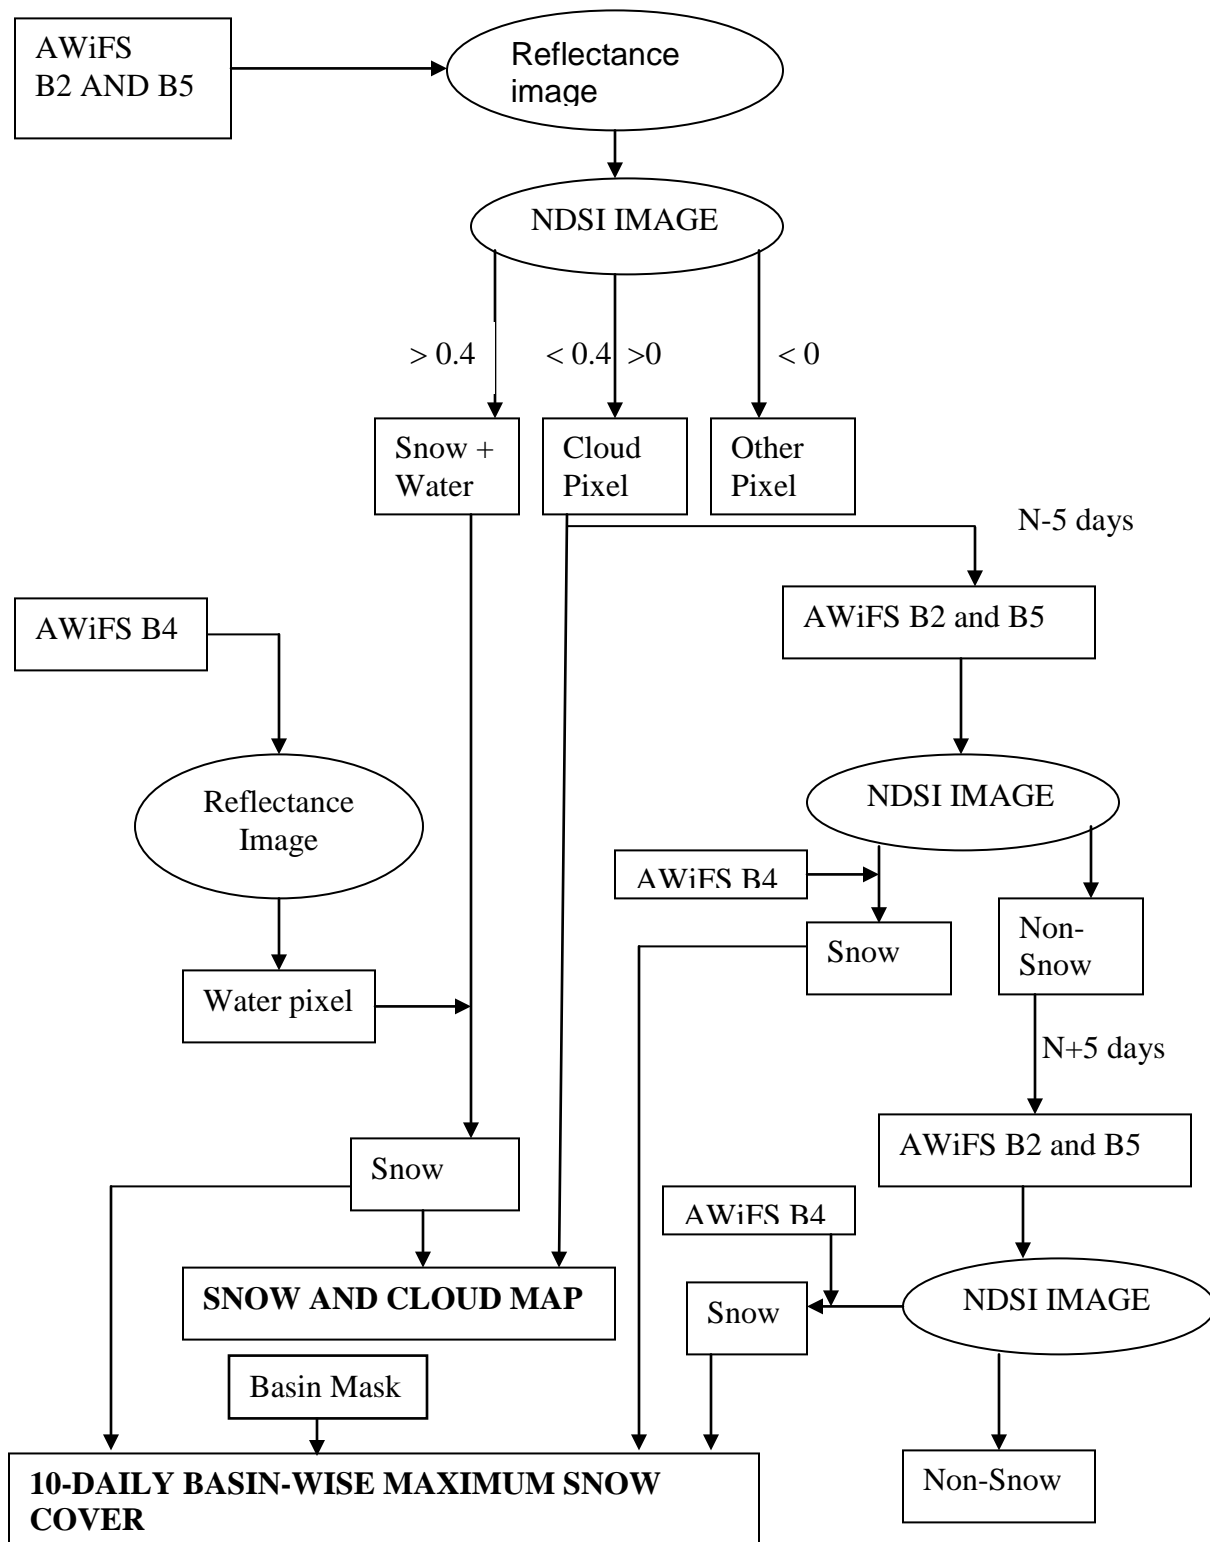 AWiFS
B2 AND B5
Reflectance
image
NDSI IMAGE
> 0.4
< 0.4 >0
< 0
Snow +
Water
Cloud
Pixel
Other
Pixel
N-5 days
AWiFS B4
AWiFS B2 and B5
Reflectance
Image
NDSI IMAGE
AWiFS B4
Snow
Non-
Snow
Water pixel
N+5 days
Snow
AWiFS B2 and B5
AWiFS B4
SNOW AND CLOUD MAP
Snow
NDSI IMAGE
Basin Mask
10-DAILY BASIN-WISE MAXIMUM SNOW
COVER
Non-Snow